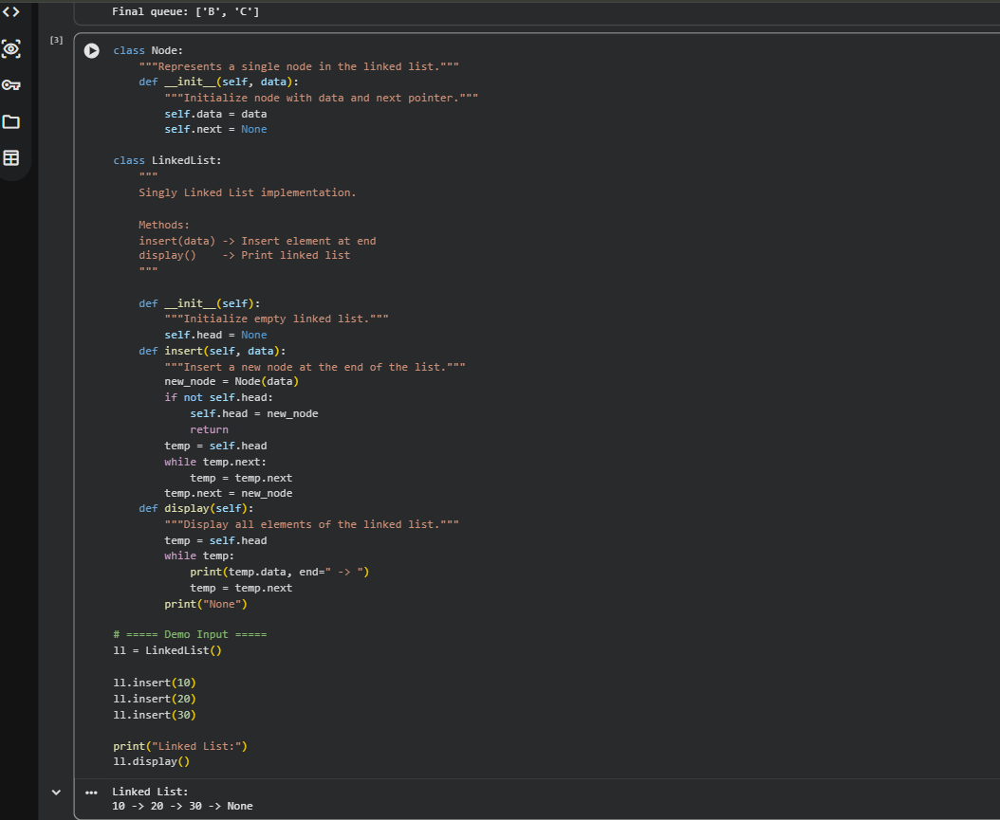 Final queue: ['B', 'C']
[3]
class Node:
    """Represents a single node in the linked list."""
    def __init__(self, data):
        """Initialize node with data and next pointer."""
        self.data = data
        self.next = None
class LinkedList:
    """
    Singly Linked List implementation.
    Methods:
    insert(data) -> Insert element at end
    display()    -> Print linked list
    """
    def __init__(self):
        """Initialize empty linked list."""
        self.head = None
    def insert(self, data):
        """Insert a new node at the end of the list."""
        new_node = Node(data)
        if not self.head:
            self.head = new_node
            return
        temp = self.head
        while temp.next:
            temp = temp.next
        temp.next = new_node
    def display(self):
        """Display all elements of the linked list."""
        temp = self.head
        while temp:
            print(temp.data, end=" -> ")
            temp = temp.next
        print("None")
# ===== Demo Input =====
ll = LinkedList()
ll.insert(10)
ll.insert(20)
ll.insert(30)
print("Linked List:")
ll.display()
Linked List:
10 -> 20 -> 30 -> None